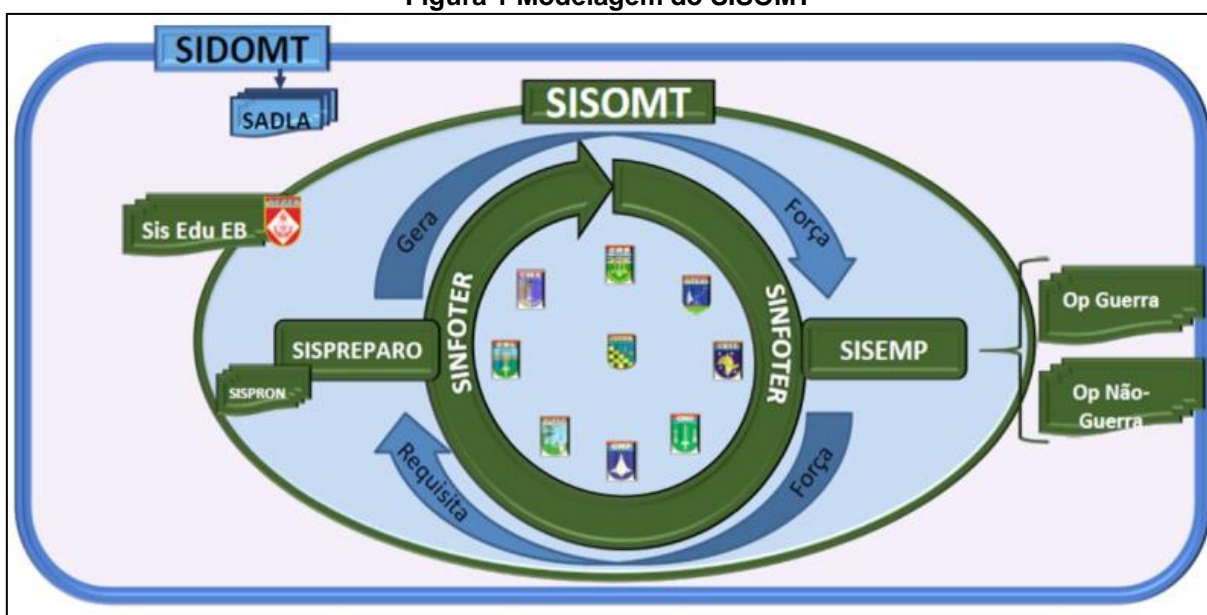 Figura 1 Modelagem do SISOMT
SIDOMT
SADLA
SISOMT
Sis Edu EB
Gera
Força
SINFOTER
SINFOTER
Op Guerra
SISPREPARO
SISEMP
SISPRON
Op Não-
Guerra
Requisita
Força